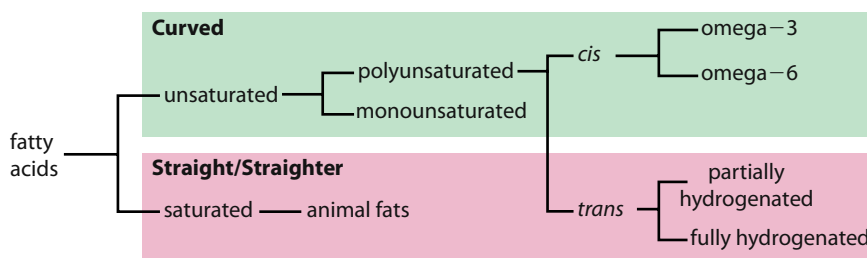 Curved
omega−3
cis
omega−6
polyunsaturated
unsaturated
monounsaturated
fatty
acids
Straight/Straighter
saturated
animal fats
trans
partially
hydrogenated
fully hydrogenated